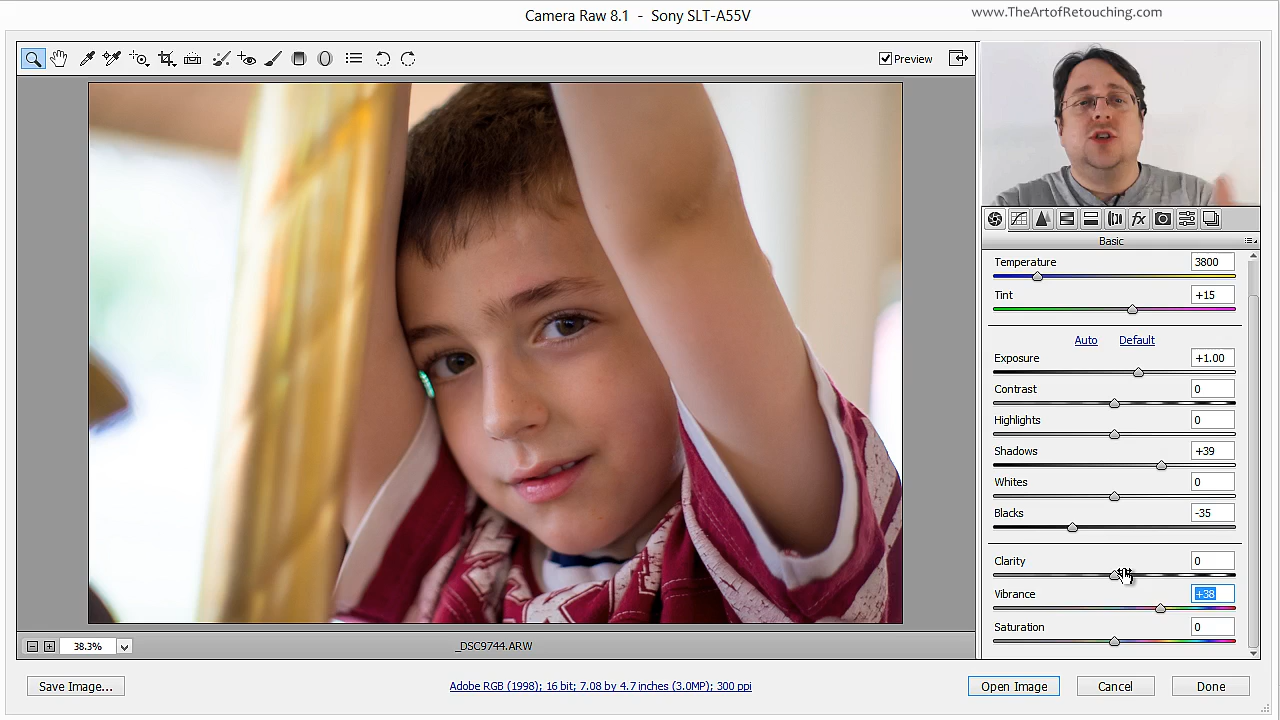 Camera Raw 8.1 - Sony SLT-A55V
www.TheArtofRetouching.com
Preview
fx
Basic
Temperature 3800
Tint +15
Auto Default
Exposure +1.00
Contrast 0
Highlights 0
Shadows +39
Whites 0
Blacks -35
Clarity 0
Vibrance +38
Saturation 0
38.3% _DSC9744.ARW
Save Image... Adobe RGB (1998); 16 bit; 7.08 by 4.7 inches (3.0MP); 300 ppi Open Image Cancel Done